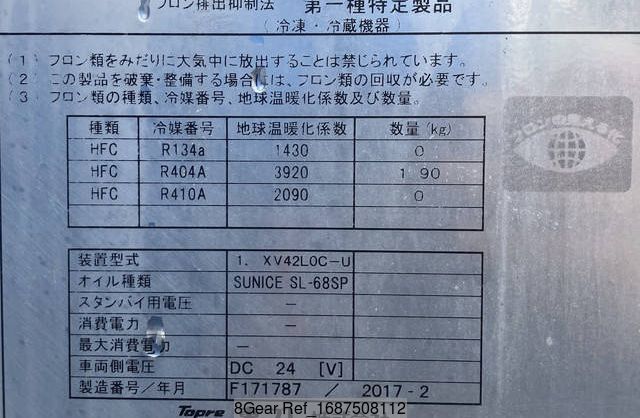 フロン排出抑制法 第一種特定製品
(冷凍・冷蔵機器)
(1) フロン類をみだりに大気中に放出することは禁じられています。
(2) この製品を破棄・整備する場合には、フロン類の回収が必要です。
(3) フロン類の種類、冷媒番号、地球温暖化係数及び数量。
種類 冷媒番号 地球温暖化係数 数量(kg)
HFC R134a 1430 0
HFC R404A 3920 1 90
HFC R410A 2090 0
装置型式 1. XV42L0C-U
オイル種類 SUNICE SL-68SP
スタンバイ用電圧 －
消費電力 －
最大消費電力 －
車両側電圧 DC 24 [V]
製造番号/年月 F171787 / 2017-2
Topre
8Gear Ref_1687508112